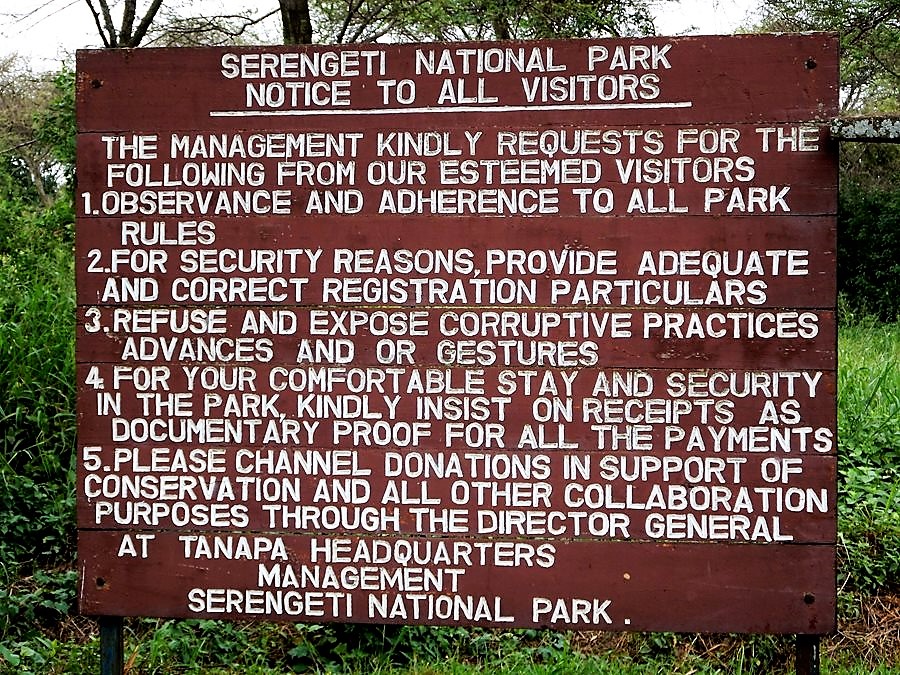 SERENGETI NATIONAL PARK
NOTICE TO ALL VISITORS
THE MANAGEMENT KINDLY REQUESTS FOR THE
FOLLOWING FROM OUR ESTEEMED VISITORS
1.OBSERVANCE AND ADHERENCE TO ALL PARK
RULES
2.FOR SECURITY REASONS, PROVIDE ADEQUATE
AND CORRECT REGISTRATION PARTICULARS
3.REFUSE AND EXPOSE CORRUPTIVE PRACTICES
ADVANCES AND OR GESTURES
4.FOR YOUR COMFORTABLE STAY AND SECURITY
IN THE PARK, KINDLY INSIST ON RECEIPTS AS
DOCUMENTARY PROOF FOR ALL THE PAYMENTS
5.PLEASE CHANNEL DONATIONS IN SUPPORT OF
CONSERVATION AND ALL OTHER COLLABORATION
PURPOSES THROUGH THE DIRECTOR GENERAL
AT TANAPA HEADQUARTERS
MANAGEMENT
SERENGETI NATIONAL PARK.